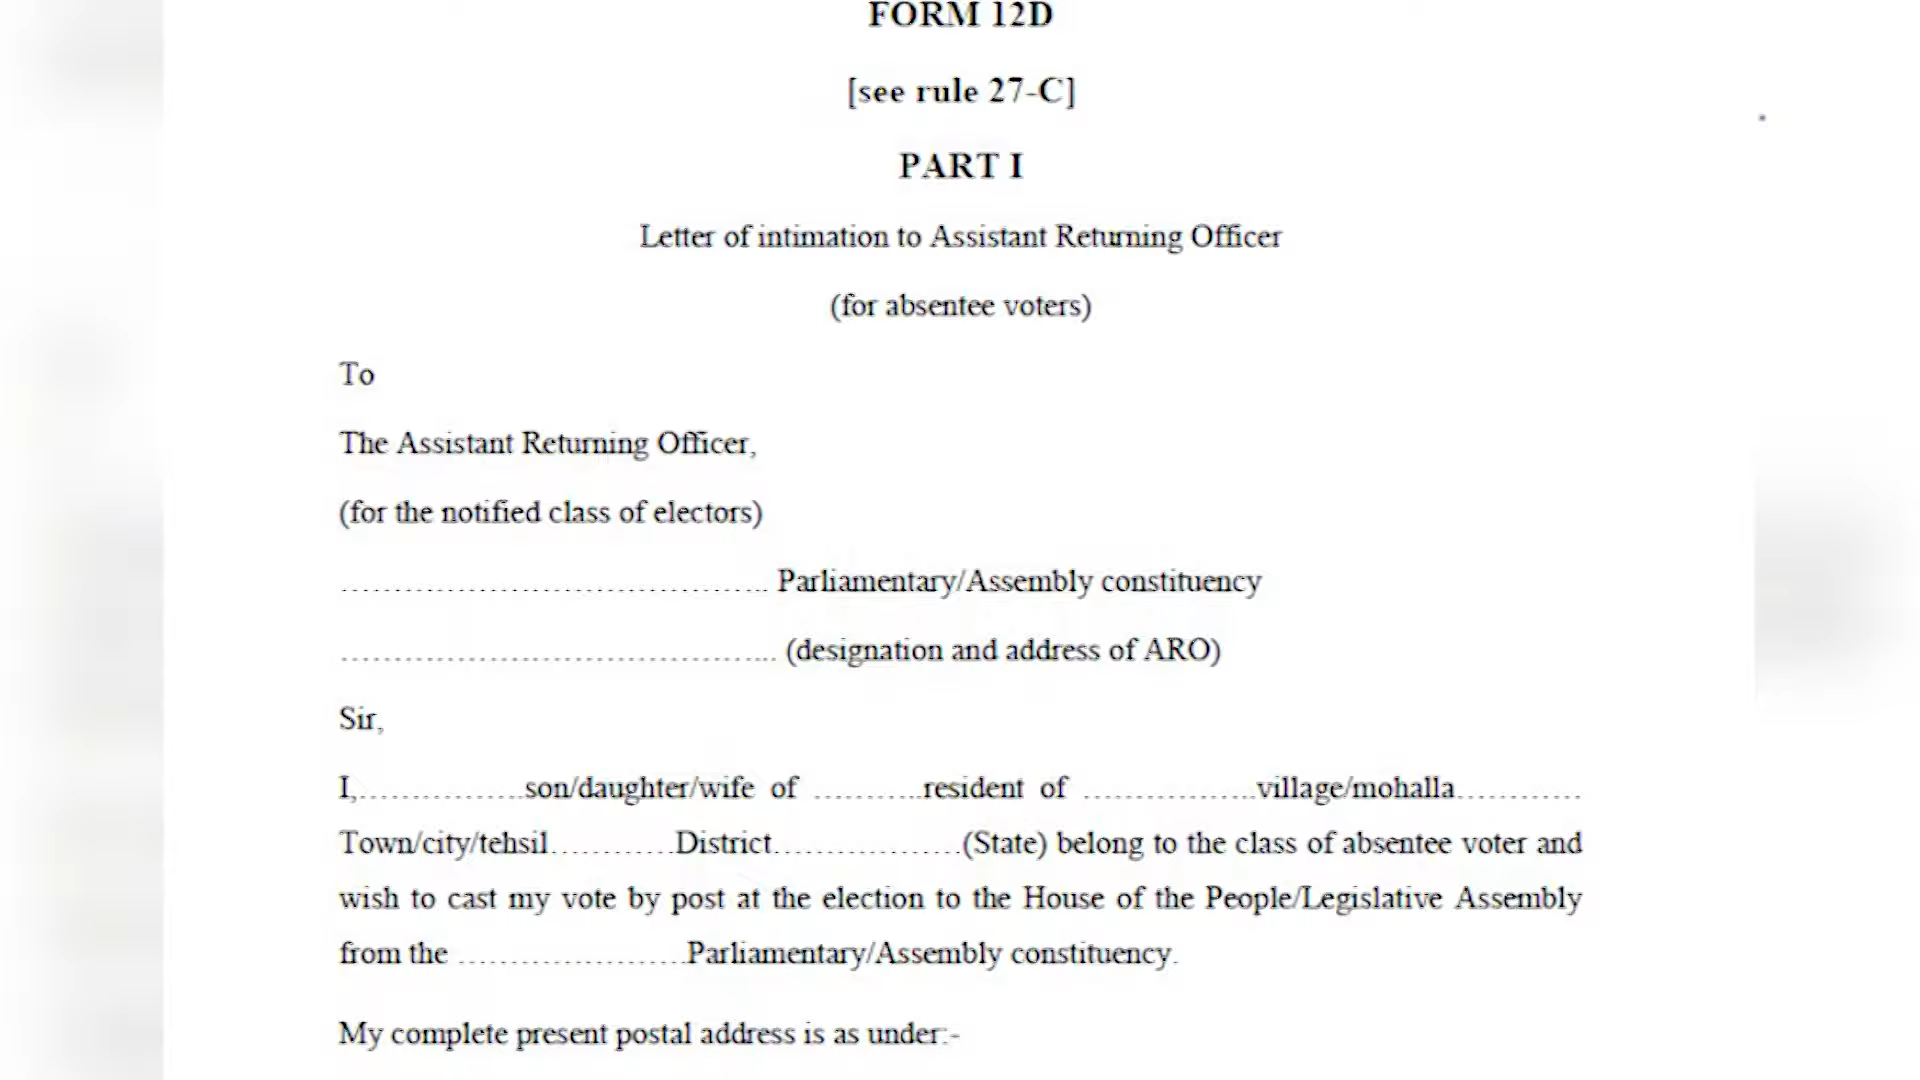 FORM 12D
[see rule 27-C]
PART I
Letter of intimation to Assistant Returning Officer
(for absentee voters)
To
The Assistant Returning Officer,
(for the notified class of electors)
…………………………………….. Parliamentary/Assembly constituency
……………………………………... (designation and address of ARO)
Sir,
I,……………..son/daughter/wife of ………..resident of ……………..village/mohalla…………
Town/city/tehsil…………District………………(State) belong to the class of absentee voter and
wish to cast my vote by post at the election to the House of the People/Legislative Assembly
from the …………………..Parliamentary/Assembly constituency.
My complete present postal address is as under:-